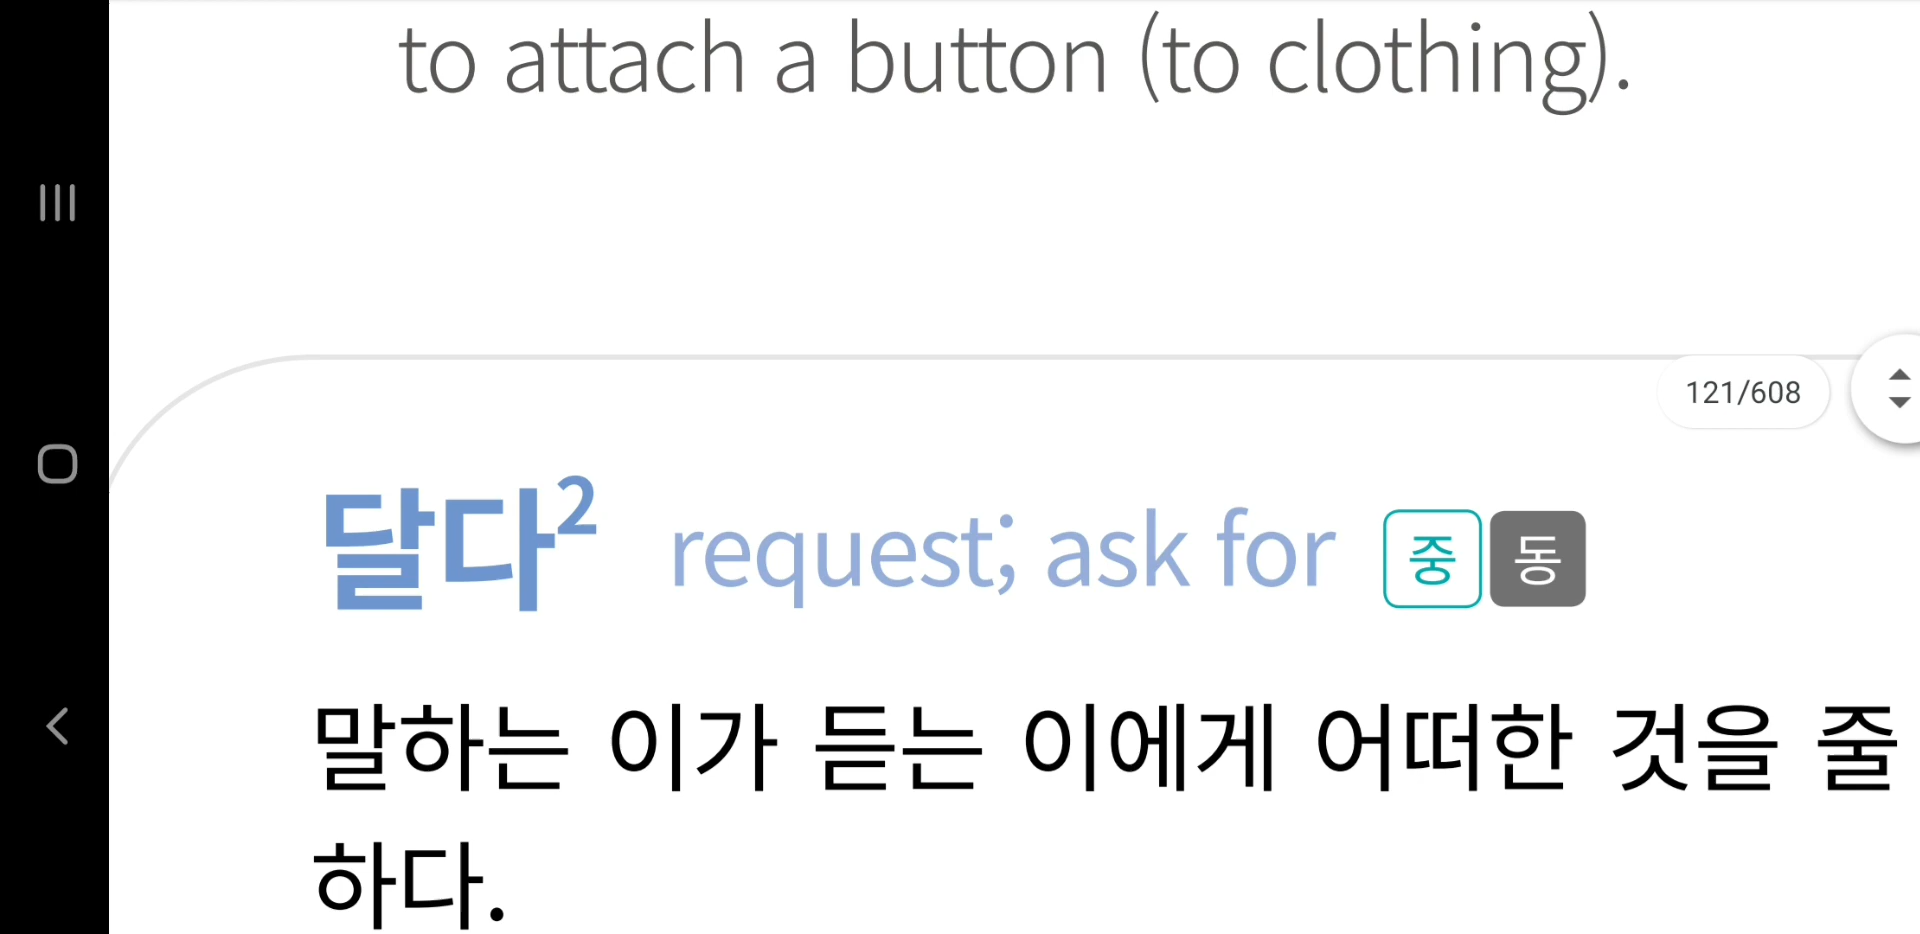 to attach a button (to clothing).
121/608
달다² request; ask for 중 동
말하는 이가 듣는 이에게 어떠한 것을 줄
하다.